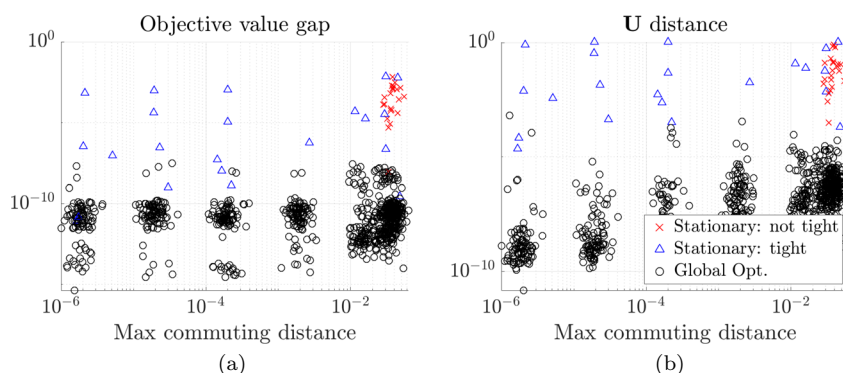 Objective value gap
10^0
10^-10
10^-6
10^-4
10^-2
Max commuting distance
(a)
U distance
10^0
10^-10
10^-6
10^-4
10^-2
Stationary: not tight
Stationary: tight
Global Opt.
Max commuting distance
(b)